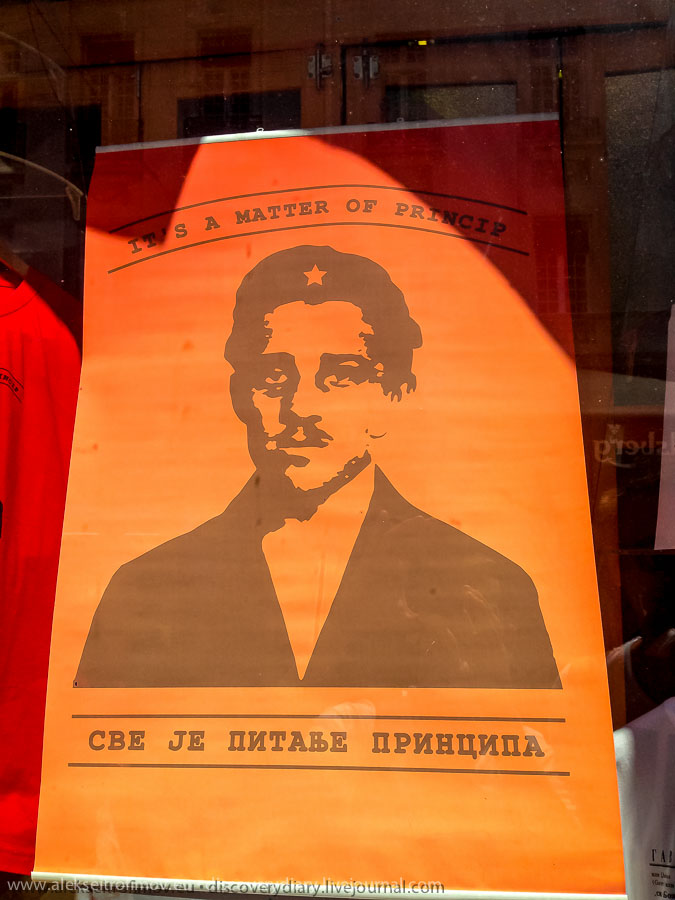 IT'S A MATTER OF PRINCIP
СВЕ ЈЕ ПИТАЊЕ ПРИНЦИПА
www.alekseitrofimov.eu • discoverydiary.livejournal.com